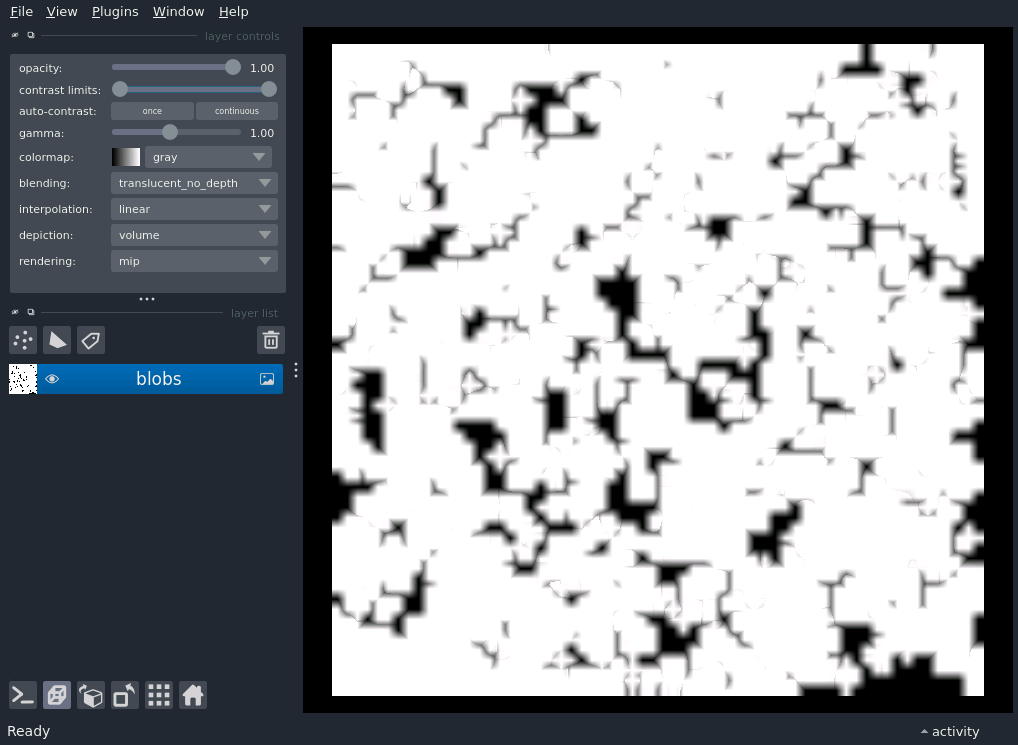 File View Plugins Window Help
layer controls
opacity: 1.00
contrast limits:
auto-contrast: once continuous
gamma: 1.00
colormap: gray
blending: translucent_no_depth
interpolation: linear
depiction: volume
rendering: mip
layer list
blobs
Ready activity